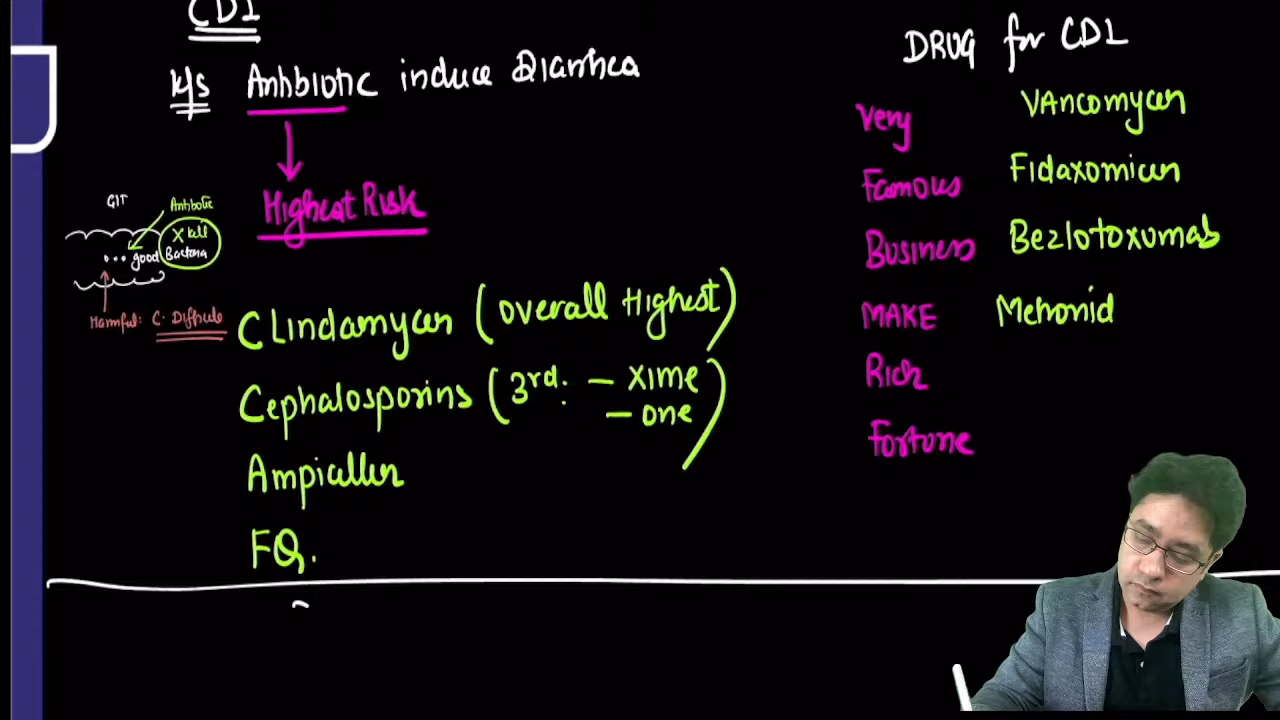 CDI
k/s Antibiotic induce Diarrhea
Highest Risk
GIT
Antibiotic
X kill
good Bacteria
Harmful: C. Difficile
CLindamycin (overall Highest)
Cephalosporins (3rd: – xime
– one)
Ampicillin
FQ.
DRUG for CDI
Very VAncomycin
Famous Fidaxomicin
Business Bezlotoxumab
MAKE Metronid
Rich
Fortune